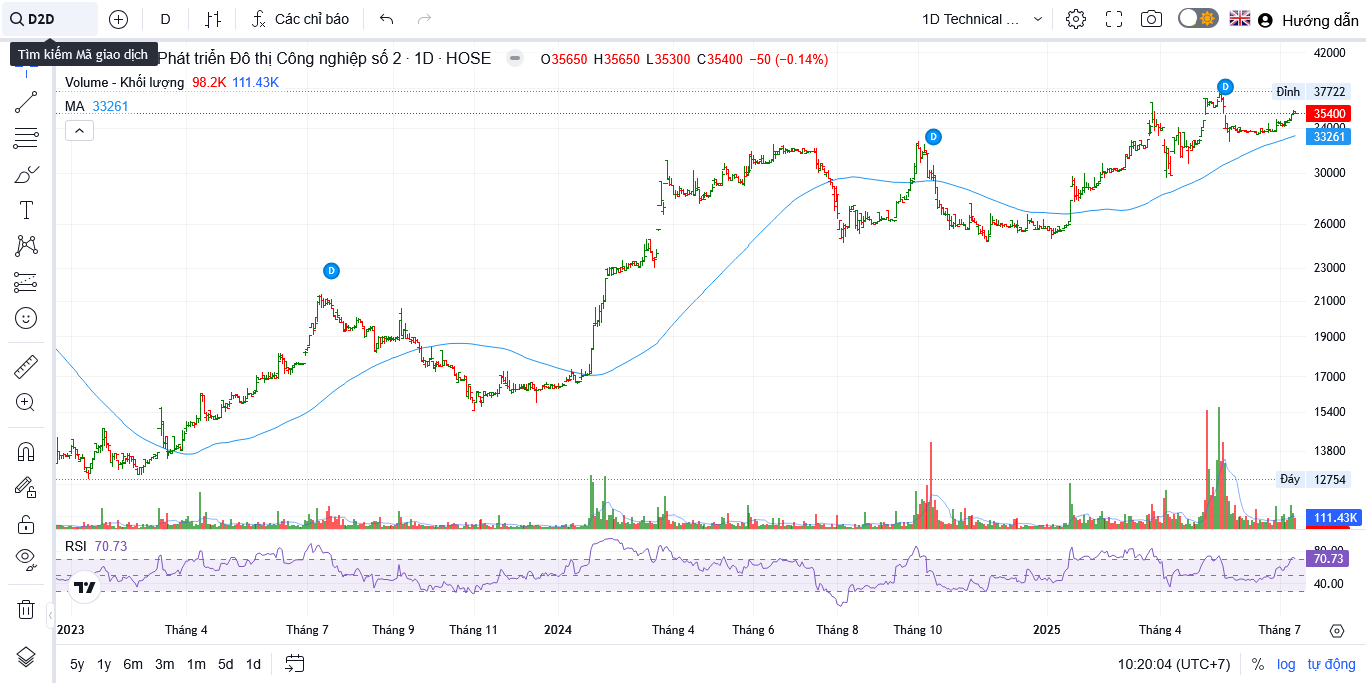 D2D D Các chỉ báo 1D Technical ... Hướng dẫn
Tìm kiếm Mã giao dịch
Phát triển Đô thị Công nghiệp số 2 · 1D · HOSE O35650 H35650 L35300 C35400 −50 (−0.14%)
Volume - Khối lượng 98.2K 111.43K
MA 33261
42000
Đỉnh 37722
35400
34000
33261
30000
26000
23000
21000
19000
17000
15400
13800
Đáy 12754
111.43K
D
D
D
RSI 70.73
80.00
70.73
40.00
2023 Tháng 4 Tháng 7 Tháng 9 Tháng 11 2024 Tháng 4 Tháng 6 Tháng 8 Tháng 10 2025 Tháng 4 Tháng 7
5y 1y 6m 3m 1m 5d 1d 10:20:04 (UTC+7) % log tự động